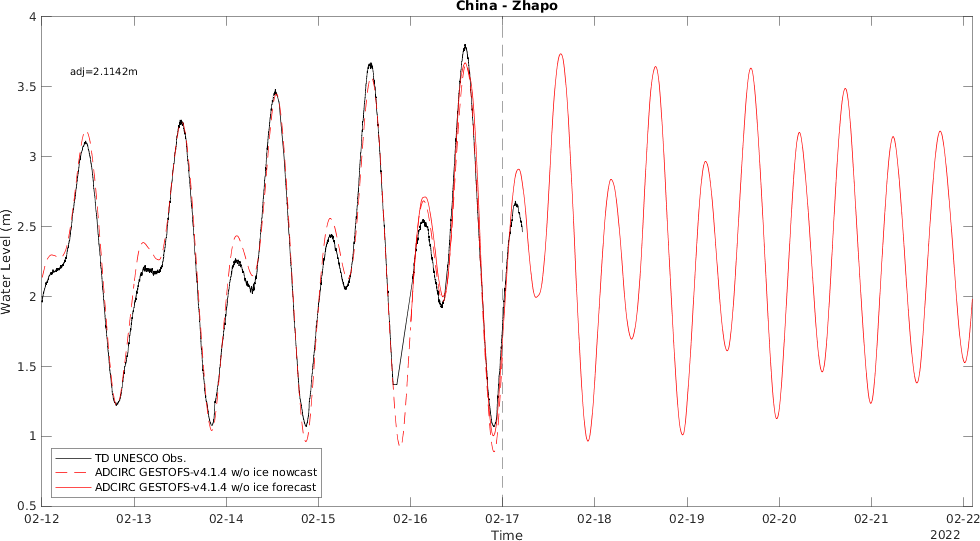 China - Zhapo
adj=2.1142m
Water Level (m)
4
3.5
3
2.5
2
1.5
1
0.5
TD UNESCO Obs.
ADCIRC GESTOFS-v4.1.4 w/o ice nowcast
ADCIRC GESTOFS-v4.1.4 w/o ice forecast
02-12 02-13 02-14 02-15 02-16 02-17 02-18 02-19 02-20 02-21 02-22
Time
2022